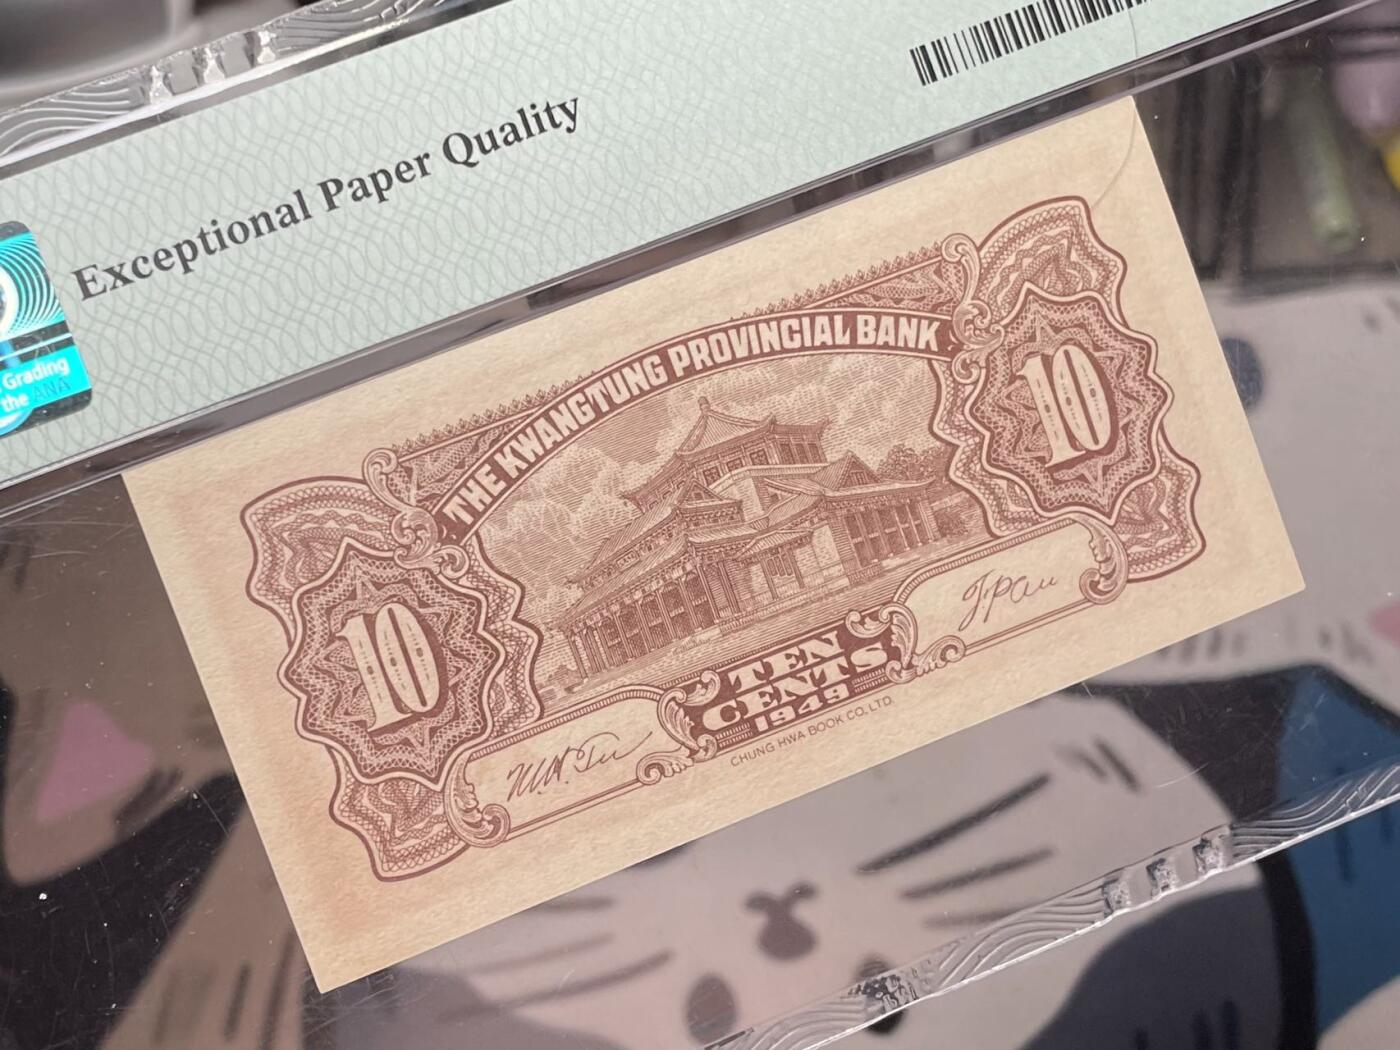 Exceptional Paper Quality
Grading
the ANA
THE KWANGTUNG PROVINCIAL BANK
10
10
TEN
CENTS
1949
CHUNG HWA BOOK CO, LTD.